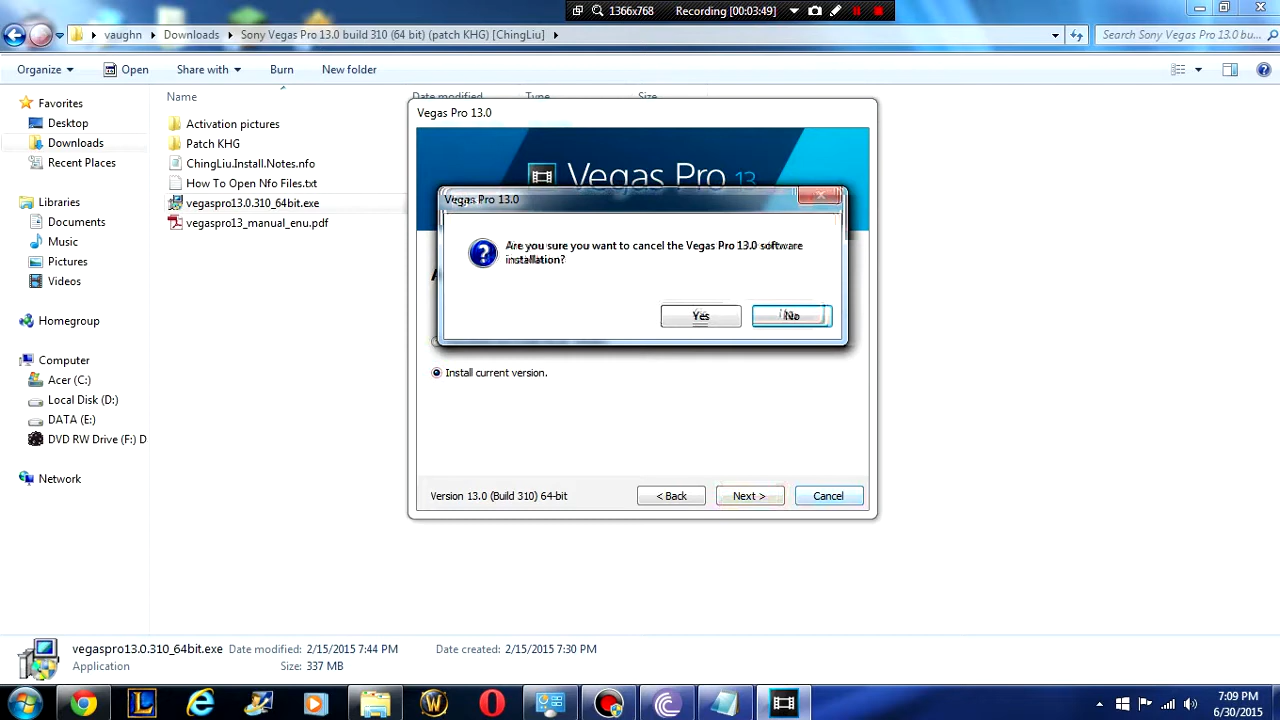 1366x768
Recording [00:03:49]
vaughn
Downloads
Sony Vegas Pro 13.0 build 310 (64 bit) (patch KHG) [ChingLiu]
Search Sony Vegas Pro 13.0 bu...
Organize
Open
Share with
Burn
New folder
Name
Date modified
Type
Size
Favorites
Desktop
Downloads
Recent Places
Libraries
Documents
Music
Pictures
Videos
Homegroup
Computer
Acer (C:)
Local Disk (D:)
DATA (E:)
DVD RW Drive (F:) D
Network
Activation pictures
Patch KHG
ChingLiu.Install.Notes.nfo
How To Open Nfo Files.txt
vegaspro13.0.310_64bit.exe
vegaspro13_manual_enu.pdf
Vegas Pro 13.0
Vegas Pro 13
Vegas Pro 13.0
Are you sure you want to cancel the Vegas Pro 13.0 software
installation?
Yes
No
Install current version.
Version 13.0 (Build 310) 64-bit
< Back
Next >
Cancel
vegaspro13.0.310_64bit.exe
Date modified: 2/15/2015 7:44 PM
Date created: 2/15/2015 7:30 PM
Application
Size: 337 MB
7:09 PM
6/30/2015